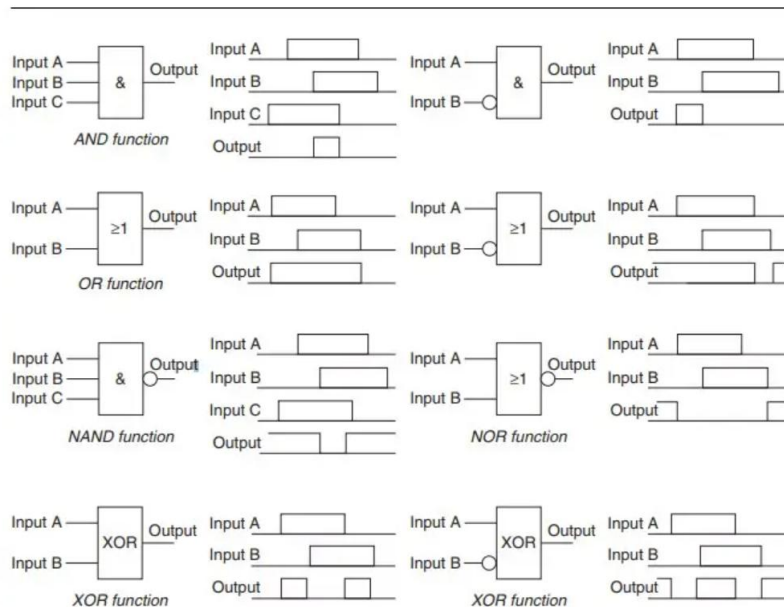 Input A
Input B
Input C
&
Output
AND function
Input A
Input B
Input C
Output
Input A
Input B
&
Output
Input A
Input B
Output
Input A
Input B
≥1
Output
OR function
Input A
Input B
Output
Input A
Input B
≥1
Output
Input A
Input B
Output
Input A
Input B
Input C
&
Output
NAND function
Input A
Input B
Input C
Output
Input A
Input B
≥1
Output
NOR function
Input A
Input B
Output
Input A
Input B
XOR
Output
XOR function
Input A
Input B
Output
Input A
Input B
XOR
Output
XOR function
Input A
Input B
Output